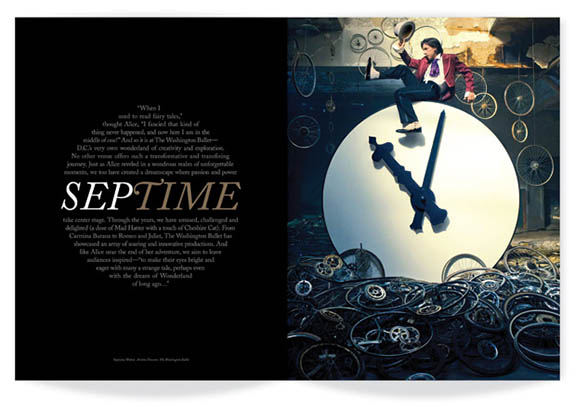 "When I
used to read fairy tales,"
thought Alice, "I fancied that kind of
thing never happened, and now here I am in the
middle of one!" And so it is at The Washington Ballet—
D.C.'s very own wonderland of creativity and exploration.
No other venue offers such a transformative and transfixing
journey. Just as Alice reveled in a wondrous realm of unforgettable
moments, we too have created a dreamscape where passion and power
SEPTIME
take center stage. Through the years, we have amused, challenged and
delighted (a dose of Mad Hatter with a touch of Cheshire Cat). From
Carmina Burana to Romeo and Juliet, The Washington Ballet has
showcased an array of soaring and innovative productions. And
like Alice near the end of her adventure, we aim to leave
audiences inspired—"to make their eyes bright and
eager with many a strange tale, perhaps even
with the dream of Wonderland
of long ago…"
Septime Webre Artistic Director, The Washington Ballet